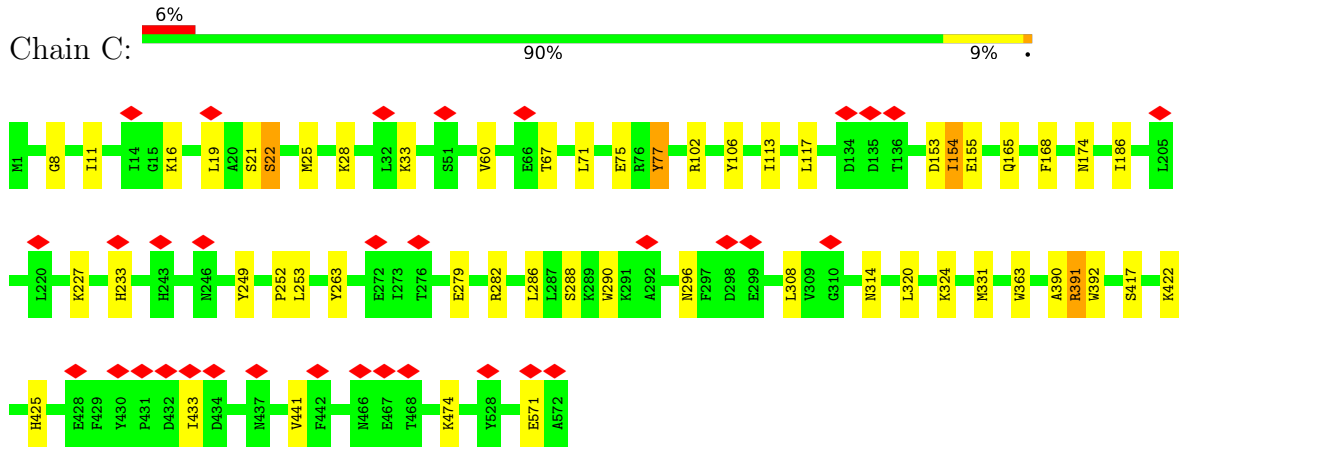 6%
Chain C:
90% 9% •
M1 G8 I11 I14 G15 K16 L19 A20 S21 S22 M25 K28 L32 K33 S51 V60 E66 T67 L71 E75 R76 Y77 R102 Y106 I113 L117 D134 D135 T136 D153 I154 E155 Q165 F168 N174 I186 L205
L220 K227 H233 H243 N246 Y249 P252 L253 Y263 E272 I273 T276 E279 R282 L286 L287 S288 K289 W290 K291 A292 N296 F297 D298 E299 L308 V309 G310 N314 L320 K324 M331 W363 A390 R391 W392 S417 K422
H425 E428 F429 Y430 P431 D432 I433 D434 N437 V441 F442 N466 E467 T468 K474 Y528 E571 A572